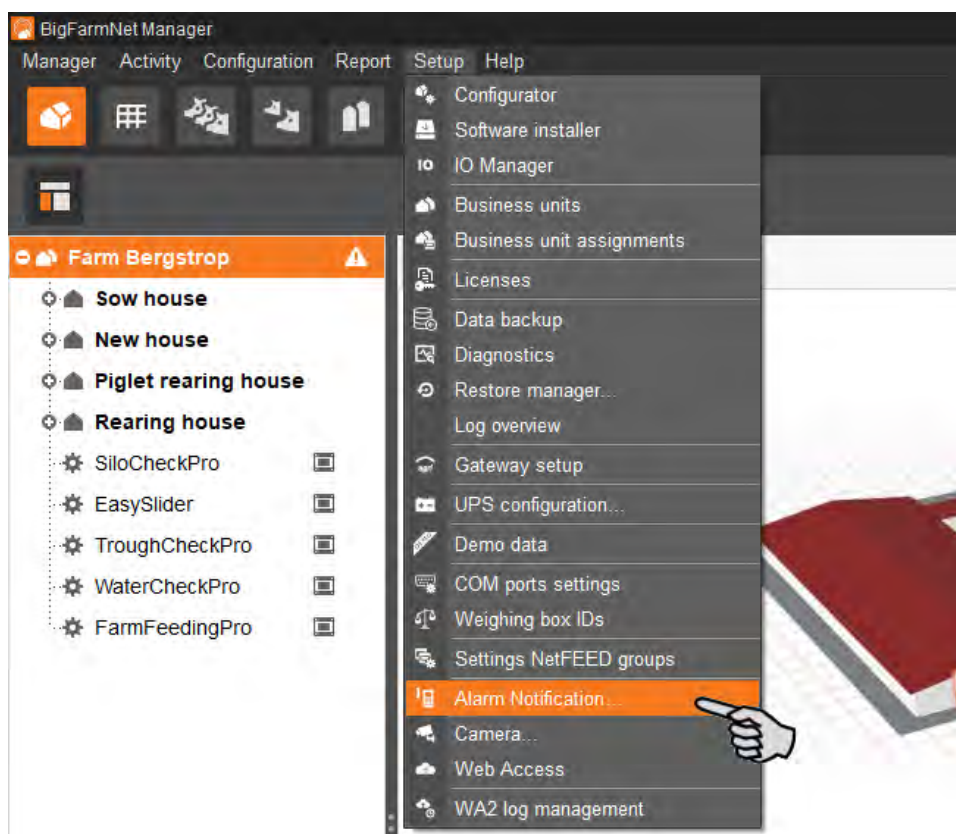 BigFarmNet Manager
Manager Activity Configuration Report Setup Help
Configurator
Software installer
IO IO Manager
Business units
Business unit assignments
Licenses
Data backup
Diagnostics
Restore manager...
Log overview
Gateway setup
UPS configuration...
Demo data
COM ports settings
Weighing box IDs
Settings NetFEED groups
Alarm Notification...
Camera...
Web Access
WA2 log management
Farm Bergstrop
Sow house
New house
Piglet rearing house
Rearing house
SiloCheckPro
EasySlider
TroughCheckPro
WaterCheckPro
FarmFeedingPro